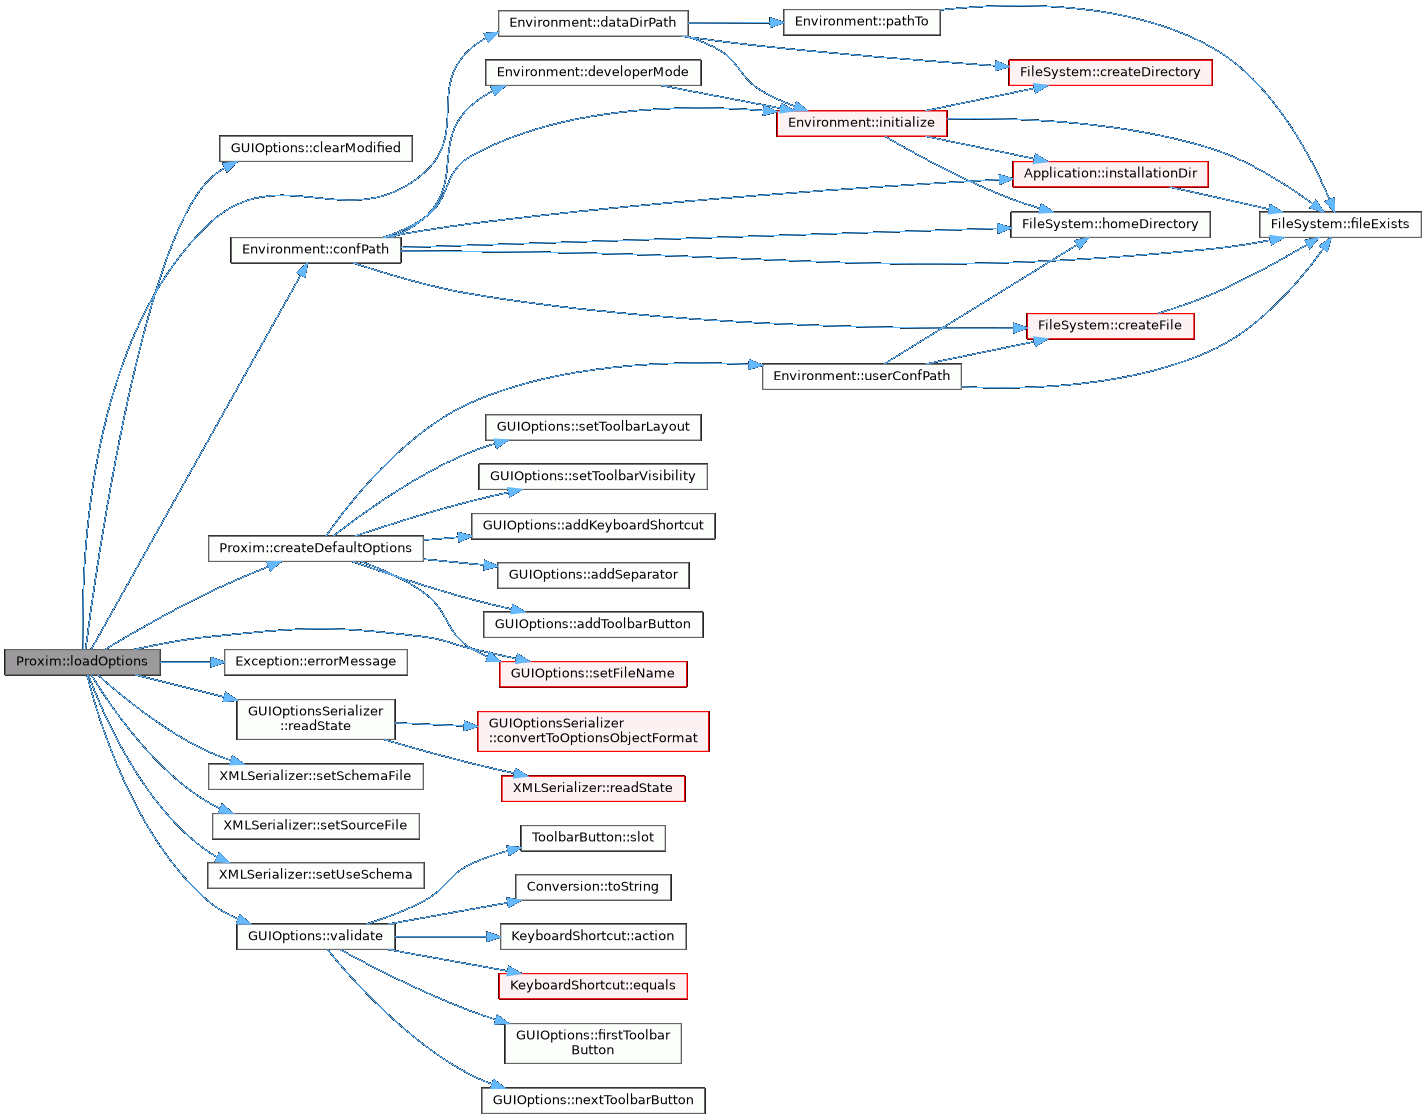 Environment::dataDirPath
Environment::pathTo
Environment::developerMode
FileSystem::createDirectory
Environment::initialize
GUIOptions::clearModified
Application::installationDir
Environment::confPath
FileSystem::homeDirectory
FileSystem::fileExists
FileSystem::createFile
Environment::userConfPath
GUIOptions::setToolbarLayout
GUIOptions::setToolbarVisibility
GUIOptions::addKeyboardShortcut
Proxim::createDefaultOptions
GUIOptions::addSeparator
GUIOptions::addToolbarButton
Proxim::loadOptions
Exception::errorMessage
GUIOptions::setFileName
GUIOptionsSerializer
::readState
GUIOptionsSerializer
::convertToOptionsObjectFormat
XMLSerializer::setSchemaFile
XMLSerializer::readState
XMLSerializer::setSourceFile
ToolbarButton::slot
XMLSerializer::setUseSchema
Conversion::toString
GUIOptions::validate
KeyboardShortcut::action
KeyboardShortcut::equals
GUIOptions::firstToolbar
Button
GUIOptions::nextToolbarButton